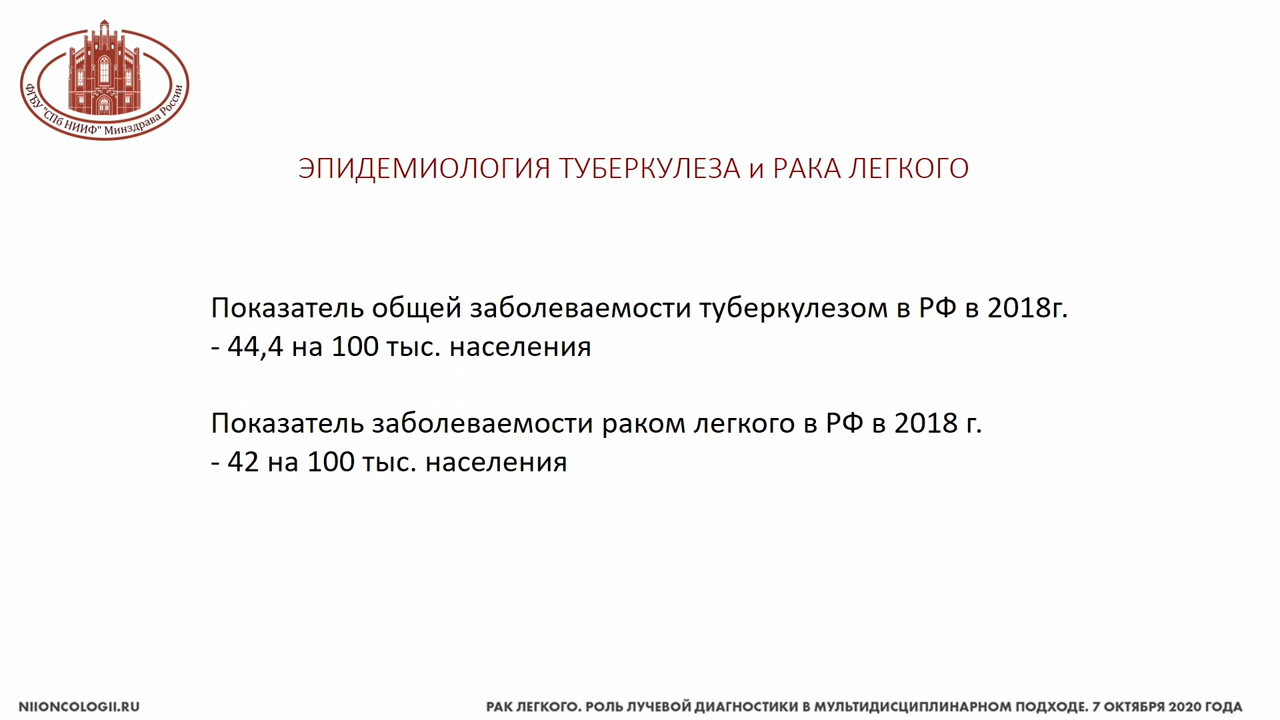 ФГБУ "СПб НИИФ" Минздрава России
ЭПИДЕМИОЛОГИЯ ТУБЕРКУЛЕЗА и РАКА ЛЕГКОГО
Показатель общей заболеваемости туберкулезом в РФ в 2018г.
- 44,4 на 100 тыс. населения
Показатель заболеваемости раком легкого в РФ в 2018 г.
- 42 на 100 тыс. населения
NIIONCOLOGII.RU
РАК ЛЕГКОГО. РОЛЬ ЛУЧЕВОЙ ДИАГНОСТИКИ В МУЛЬТИДИСЦИПЛИНАРНОМ ПОДХОДЕ. 7 ОКТЯБРЯ 2020 ГОДА